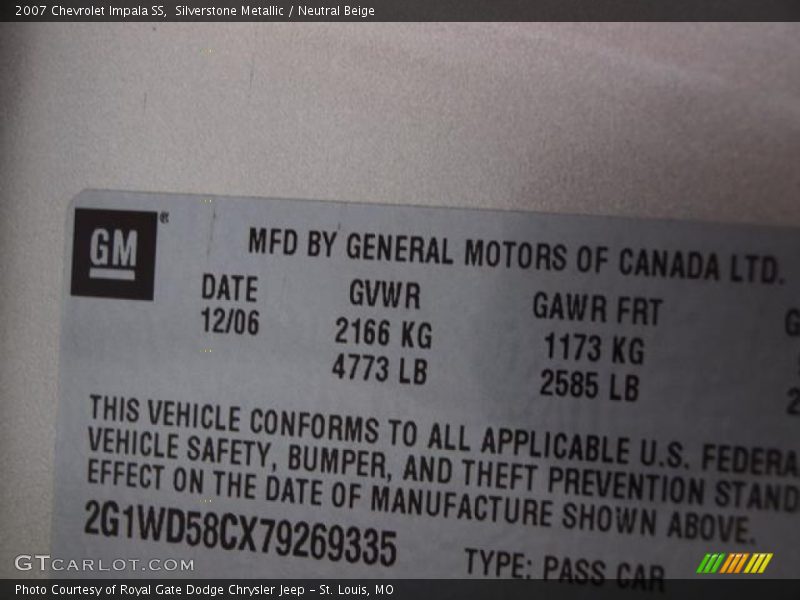 2007 Chevrolet Impala SS, Silverstone Metallic / Neutral Beige
GM®
MFD BY GENERAL MOTORS OF CANADA LTD.
DATE GVWR GAWR FRT
12/06 2166 KG 1173 KG
4773 LB 2585 LB
THIS VEHICLE CONFORMS TO ALL APPLICABLE U.S. FEDERA
VEHICLE SAFETY, BUMPER, AND THEFT PREVENTION STAND
EFFECT ON THE DATE OF MANUFACTURE SHOWN ABOVE.
2G1WD58CX79269335 TYPE: PASS CAR
GTCARLOT.COM
Photo Courtesy of Royal Gate Dodge Chrysler Jeep – St. Louis, MO